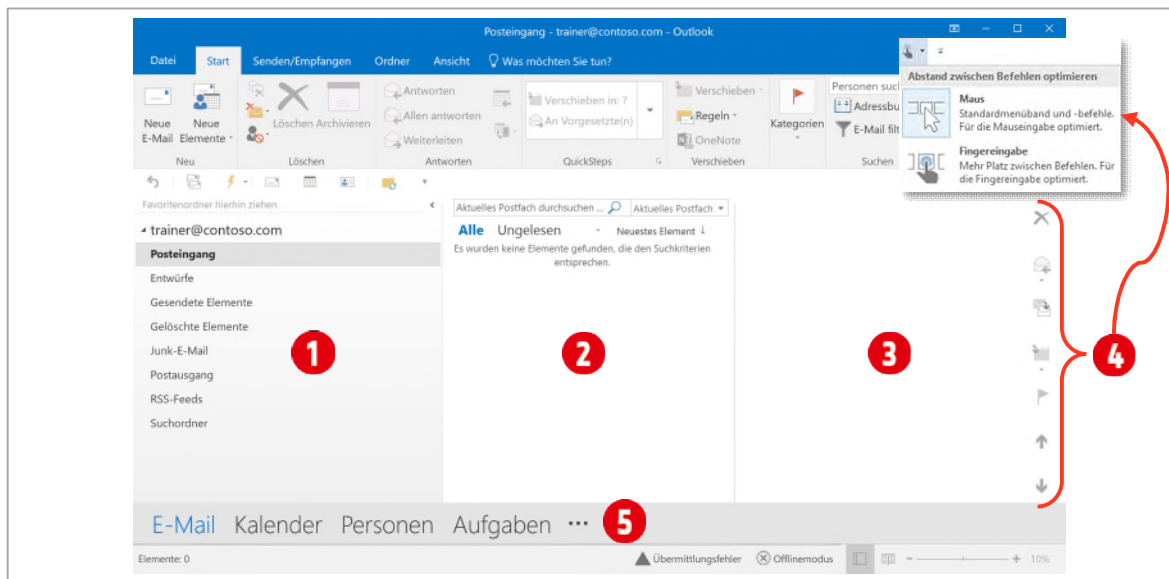 Posteingang - trainer@contoso.com - Outlook
Datei Start Senden/Empfangen Ordner Ansicht Was möchten Sie tun?
Abstand zwischen Befehlen optimieren
Maus
Standardmenüband und -befehle.
Für die Mauseingabe optimiert.
Fingereingabe
Mehr Platz zwischen Befehlen. Für
die Fingereingabe optimiert.
Neue
E-Mail
Neue
Elemente
Löschen Archivieren
Antworten
Allen antworten
Weiterleiten
Verschieben in: ?
An Vorgesetzte(n)
Verschieben
Regeln
OneNote
Kategorien
Personen suc
Adressbu
E-Mail filt
Neu Löschen Antworten QuickSteps Verschieben Suchen
Favoritenordner hierhin ziehen
trainer@contoso.com
Posteingang
Entwürfe
Gesendete Elemente
Gelöschte Elemente
Junk-E-Mail
Postausgang
RSS-Feeds
Suchordner
Aktuelles Postfach durchsuchen ... Aktuelles Postfach
Alle Ungelesen Neuestes Element ↓
Es wurden keine Elemente gefunden, die den Suchkriterien
entsprechen.
1 2 3 4
E-Mail Kalender Personen Aufgaben ••• 5
Elemente: 0 Übermittlungsfehler Offlinemodus - + 10%